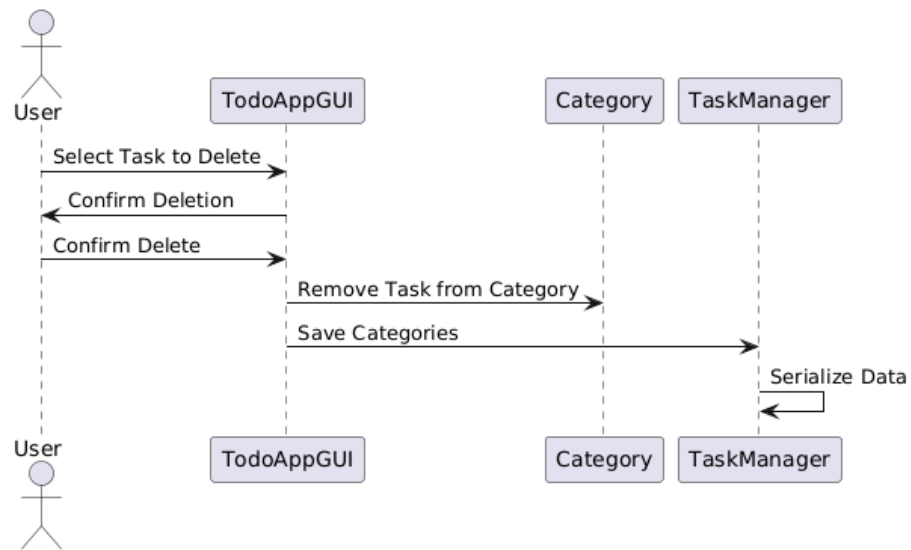 User
TodoAppGUI
Category
TaskManager
Select Task to Delete
Confirm Deletion
Confirm Delete
Remove Task from Category
Save Categories
Serialize Data
User
TodoAppGUI
Category
TaskManager